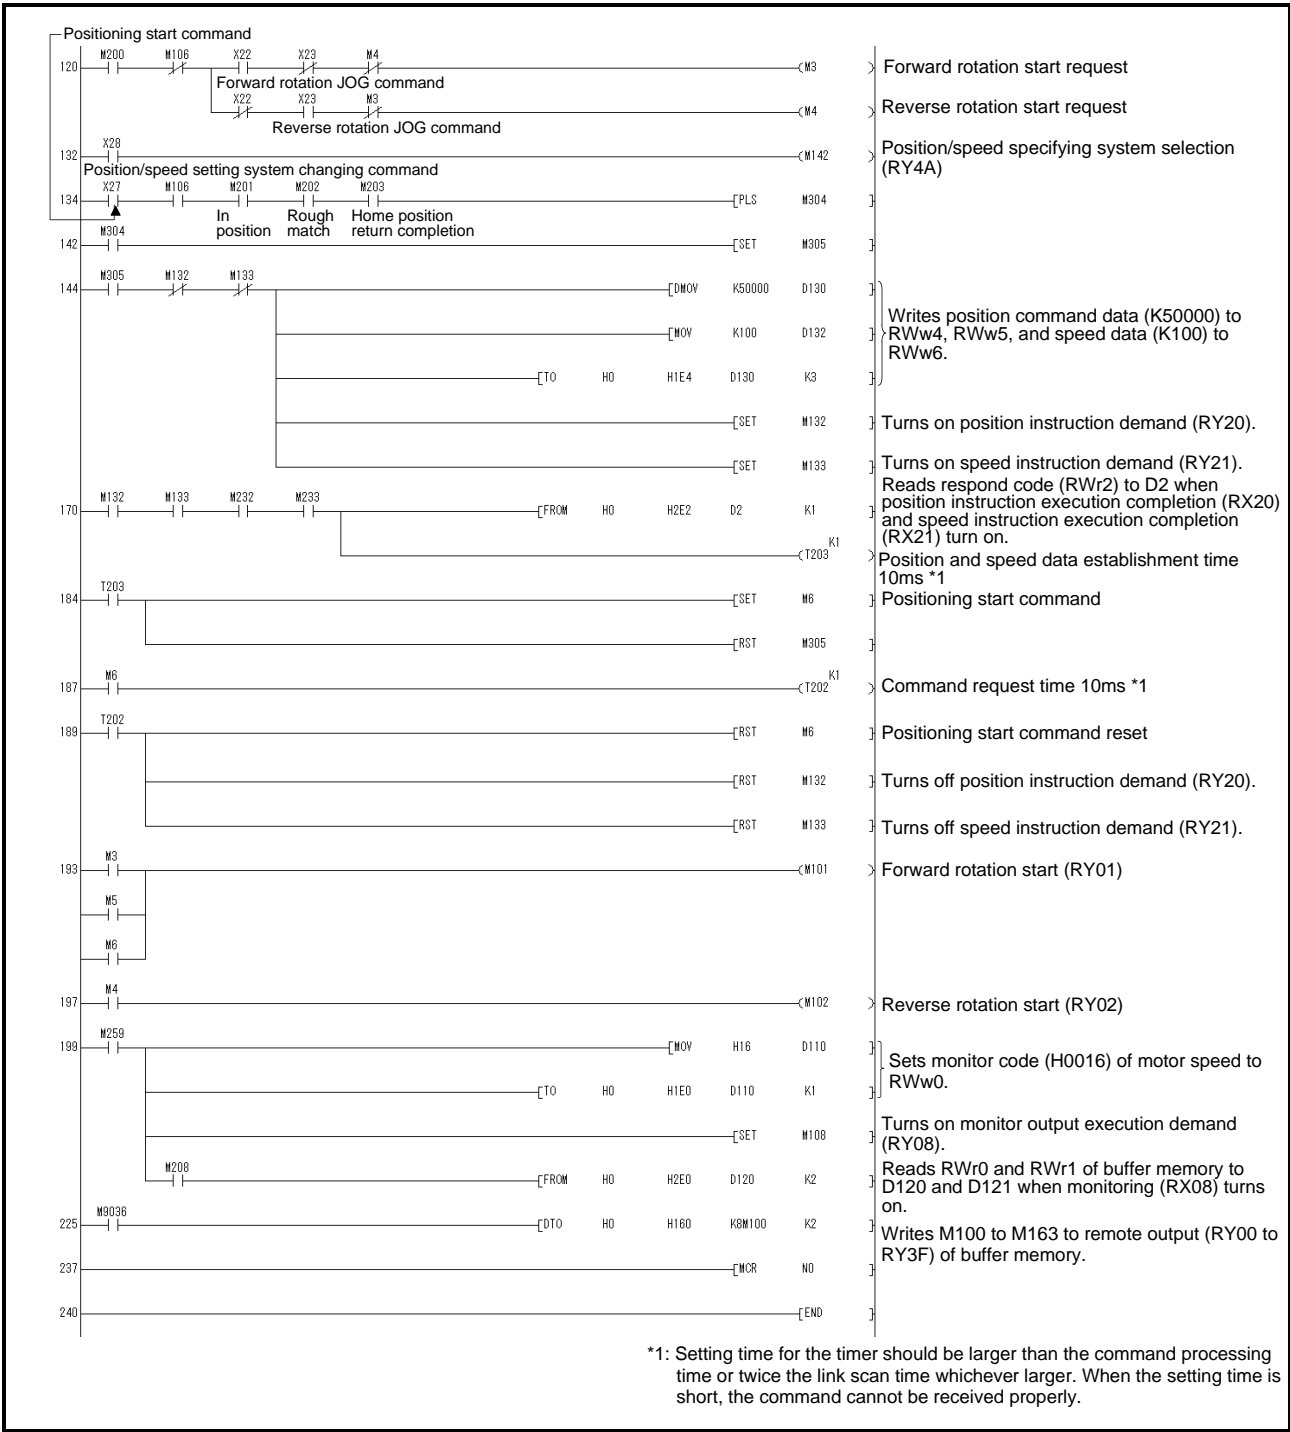 Positioning start command
M200 M106 X22 X23 M4
120 (M3 ) Forward rotation start request
Forward rotation JOG command
X22 X23 M3
(M4 ) Reverse rotation start request
Reverse rotation JOG command
X28
132 (M142 ) Position/speed specifying system selection
(RY4A)
Position/speed setting system changing command
X27 M106 M201 M202 M203
134 [PLS M304 ]
In Rough Home position
position match return completion
M304
142 [SET M305 ]
M305 M132 M133
144 [DMOV K50000 D130 ]
Writes position command data (K50000) to
[MOV K100 D132 ] RWw4, RWw5, and speed data (K100) to
RWw6.
[TO H0 H1E4 D130 K3 ]
[SET M132 ] Turns on position instruction demand (RY20).
[SET M133 ] Turns on speed instruction demand (RY21).
Reads respond code (RWr2) to D2 when
M132 M133 M232 M233 position instruction execution completion (RX20)
170 [FROM H0 H2E2 D2 K1 ] and speed instruction execution completion
(RX21) turn on.
K1
(T203 ) Position and speed data establishment time
10ms *1
T203
184 [SET M6 ] Positioning start command
[RST M305 ]
M6 K1
187 (T202 ) Command request time 10ms *1
T202
189 [RST M6 ] Positioning start command reset
[RST M132 ] Turns off position instruction demand (RY20).
[RST M133 ] Turns off speed instruction demand (RY21).
M3
193 (M101 ) Forward rotation start (RY01)
M5
M6
M4
197 (M102 ) Reverse rotation start (RY02)
M259
199 [MOV H16 D110 ]
Sets monitor code (H0016) of motor speed to
RWw0.
[TO H0 H1E0 D110 K1 ]
Turns on monitor output execution demand
[SET M108 ] (RY08).
M208 Reads RWr0 and RWr1 of buffer memory to
[FROM H0 H2E0 D120 K2 ] D120 and D121 when monitoring (RX08) turns
on.
M9036
225 [DTO H0 H160 K8M100 K2 ] Writes M100 to M163 to remote output (RY00 to
RY3F) of buffer memory.
237 [MCR N0 ]
240 [END ]
*1: Setting time for the timer should be larger than the command processing
time or twice the link scan time whichever larger. When the setting time is
short, the command cannot be received properly.